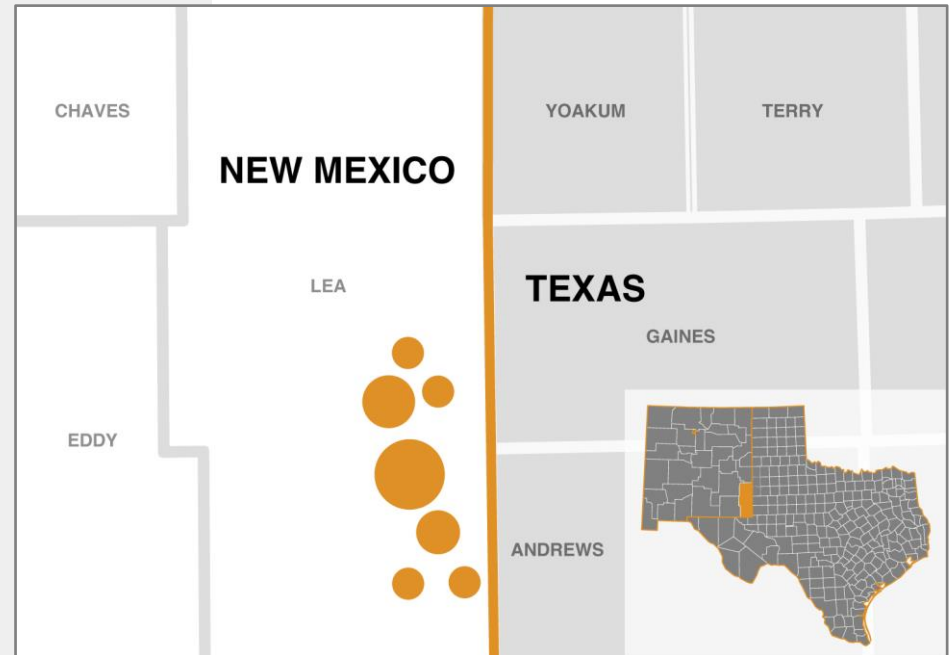 CHAVES
YOAKUM
TERRY
NEW MEXICO
LEA
TEXAS
GAINES
EDDY
ANDREWS